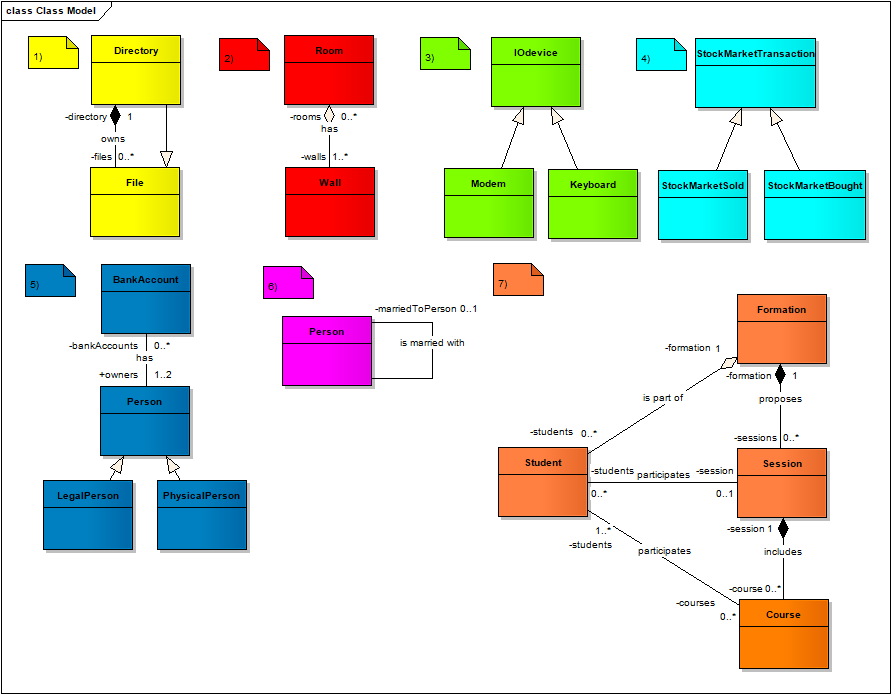 class Class Model
1)
Directory
-directory 1
owns
-files 0..*
File
2)
Room
-rooms 0..*
has
-walls 1..*
Wall
3)
IOdevice
Modem
Keyboard
4)
StockMarketTransaction
StockMarketSold
StockMarketBought
5)
BankAccount
-bankAccounts 0..*
has
+owners 1..2
Person
LegalPerson
PhysicalPerson
6)
Person
-marriedToPerson 0..1
is married with
7)
Formation
-formation 1
-formation 1
is part of
proposes
-students 0..*
-sessions 0..*
Student
Session
-students participates -session
0..*
0..1
-session 1
1..*
-students
participates
includes
-course 0..*
-courses
0..*
Course